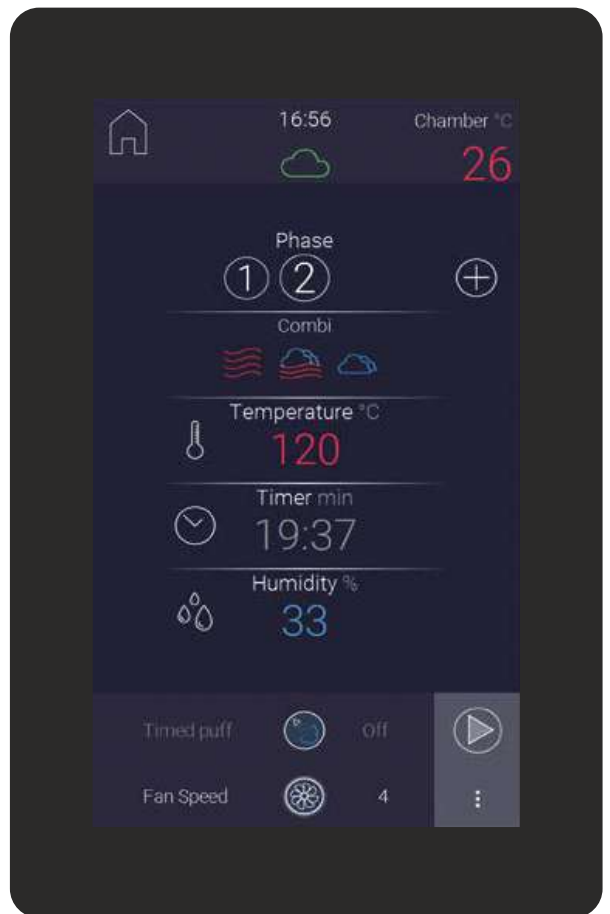 16:56
Chamber °C
26
Phase
1 2
Combi
Temperature °C
120
Timer min
19:37
Humidity %
33
Timed puff Off
Fan Speed 4